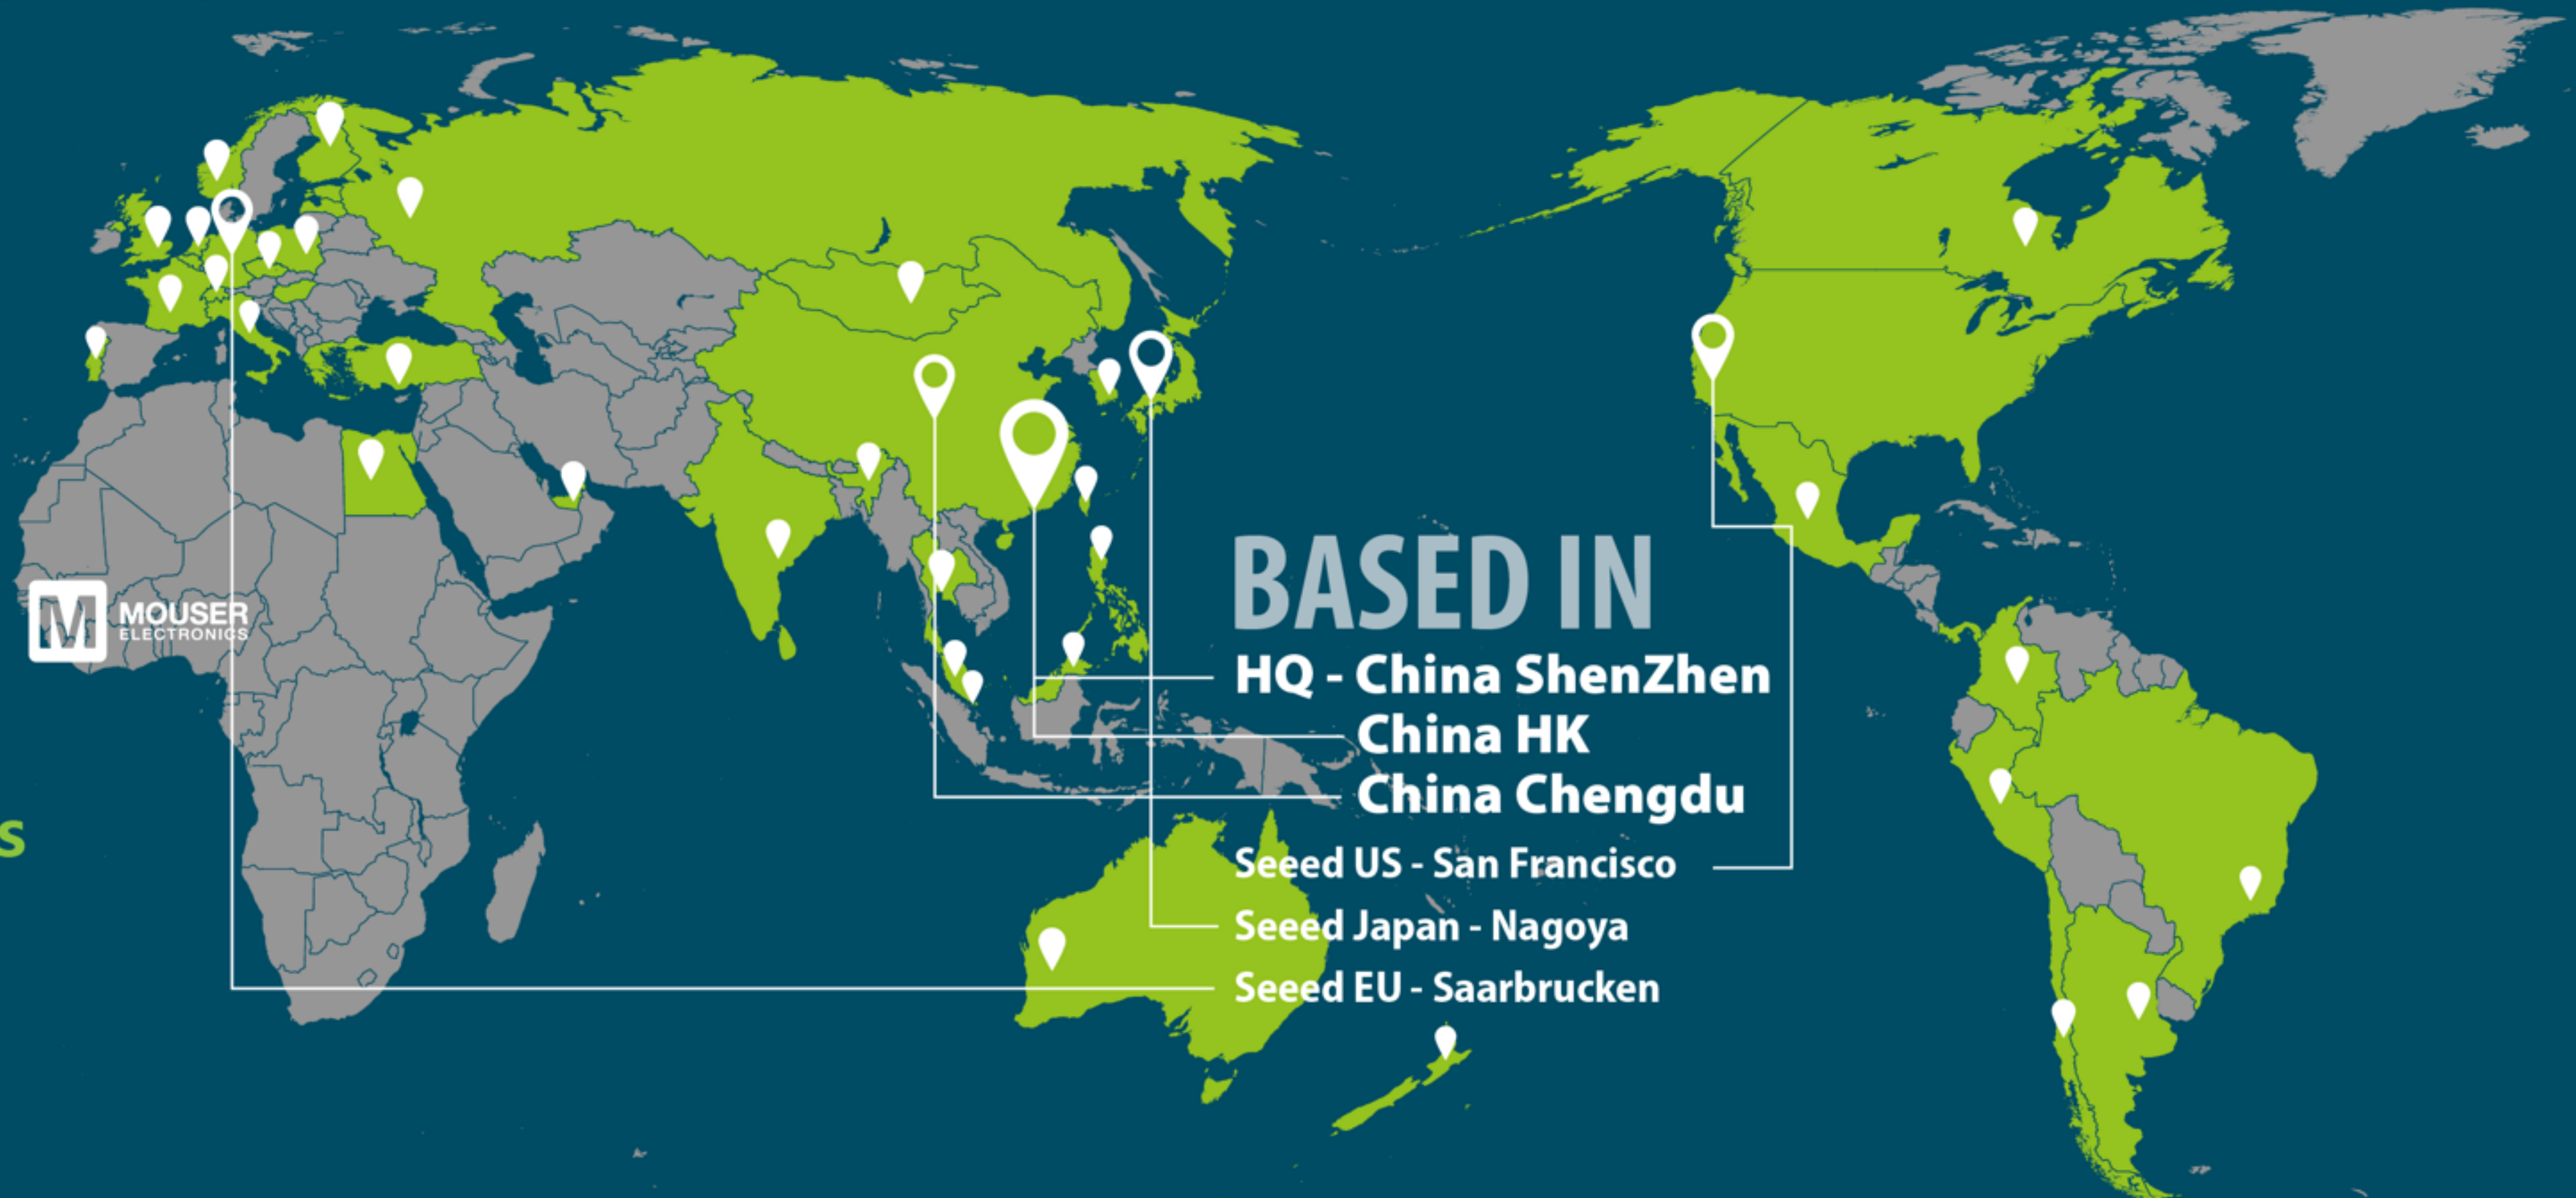 BASED IN
HQ - China ShenZhen
China HK
China Chengdu
Seeed US - San Francisco
Seeed Japan - Nagoya
Seeed EU - Saarbrucken
M MOUSER
ELECTRONICS
s